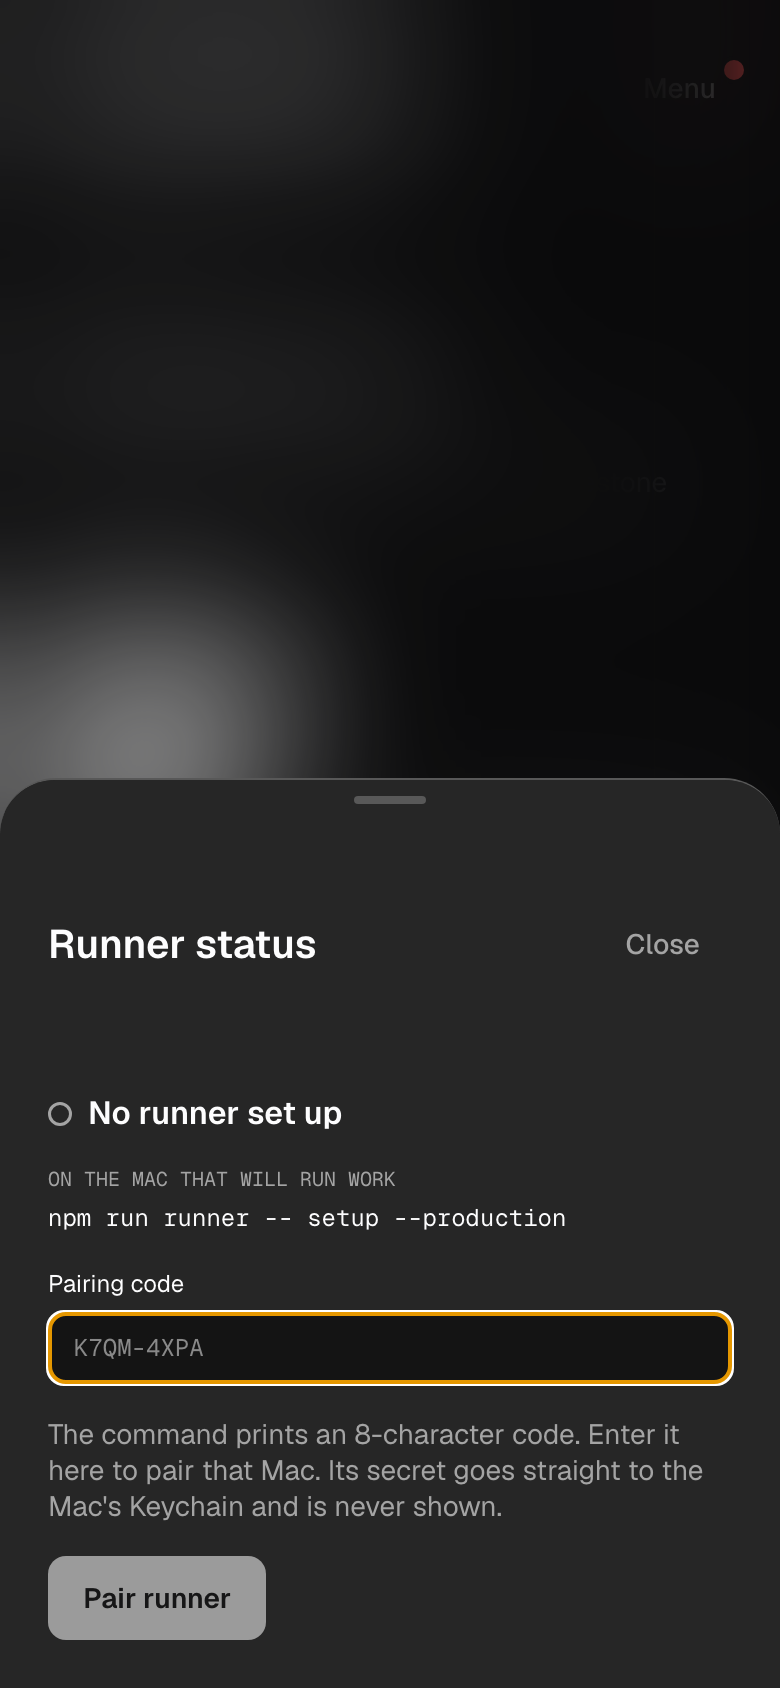 Menu
one
Runner status
Close
No runner set up
ON THE MAC THAT WILL RUN WORK
npm run runner -- setup --production
Pairing code
K7QM-4XPA
The command prints an 8-character code. Enter it
here to pair that Mac. Its secret goes straight to the
Mac's Keychain and is never shown.
Pair runner